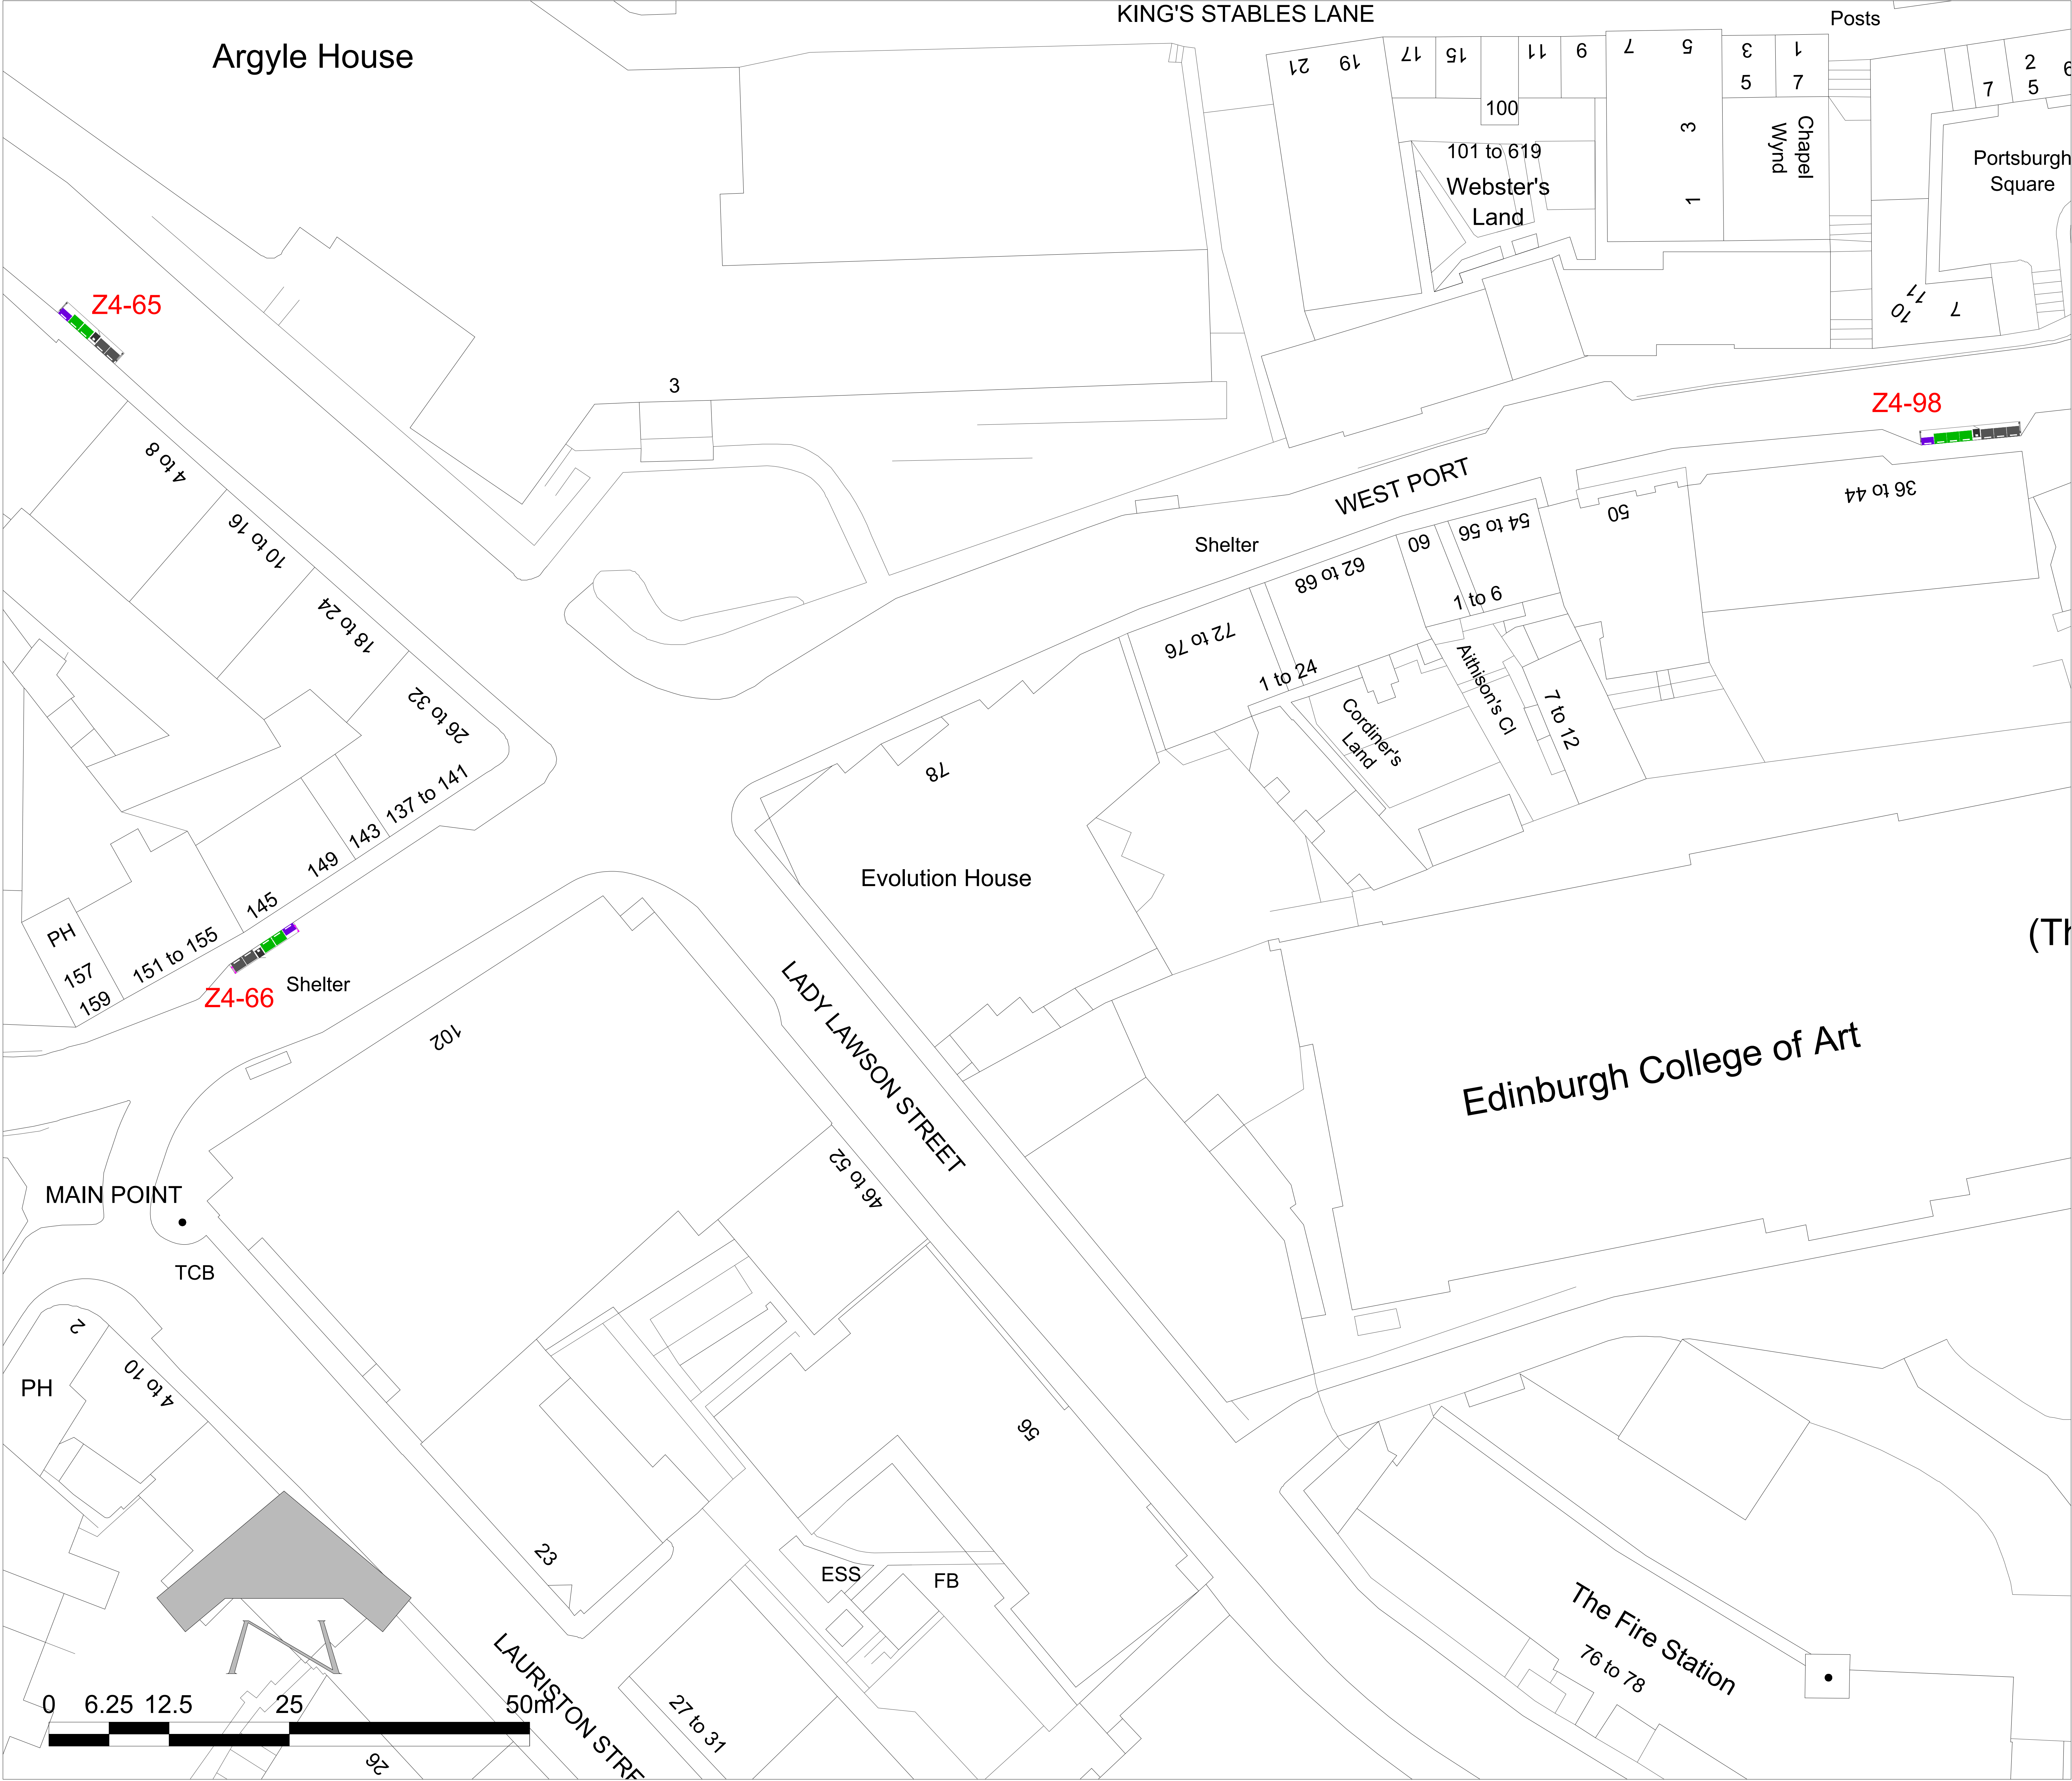 KING'S STABLES LANE
Posts
Argyle House
21
19
17
15
11
9
7
5
3
1
5
7
100
3
1
101 to 619
Webster's
Land
Chapel
Wynd
2
7
5
Portsburgh
Square
10
11
7
Z4-65
3
Z4-98
WEST PORT
Shelter
36 to 44
50
54 to 56
60
62 to 68
1 to 6
72 to 76
1 to 24
Aithison's Cl
7 to 12
Cordiner's
Land
4 to 8
10 to 16
18 to 24
26 to 32
137 to 141
143
149
145
151 to 155
PH
157
159
Z4-66
Shelter
78
Evolution House
(Th
LADY LAWSON STREET
Edinburgh College of Art
102
MAIN POINT
TCB
46 to 52
2
4 to 10
PH
56
23
ESS
FB
The Fire Station
76 to 78
LAURISTON STRE
27 to 31
26
N
0 6.25 12.5 25 50m